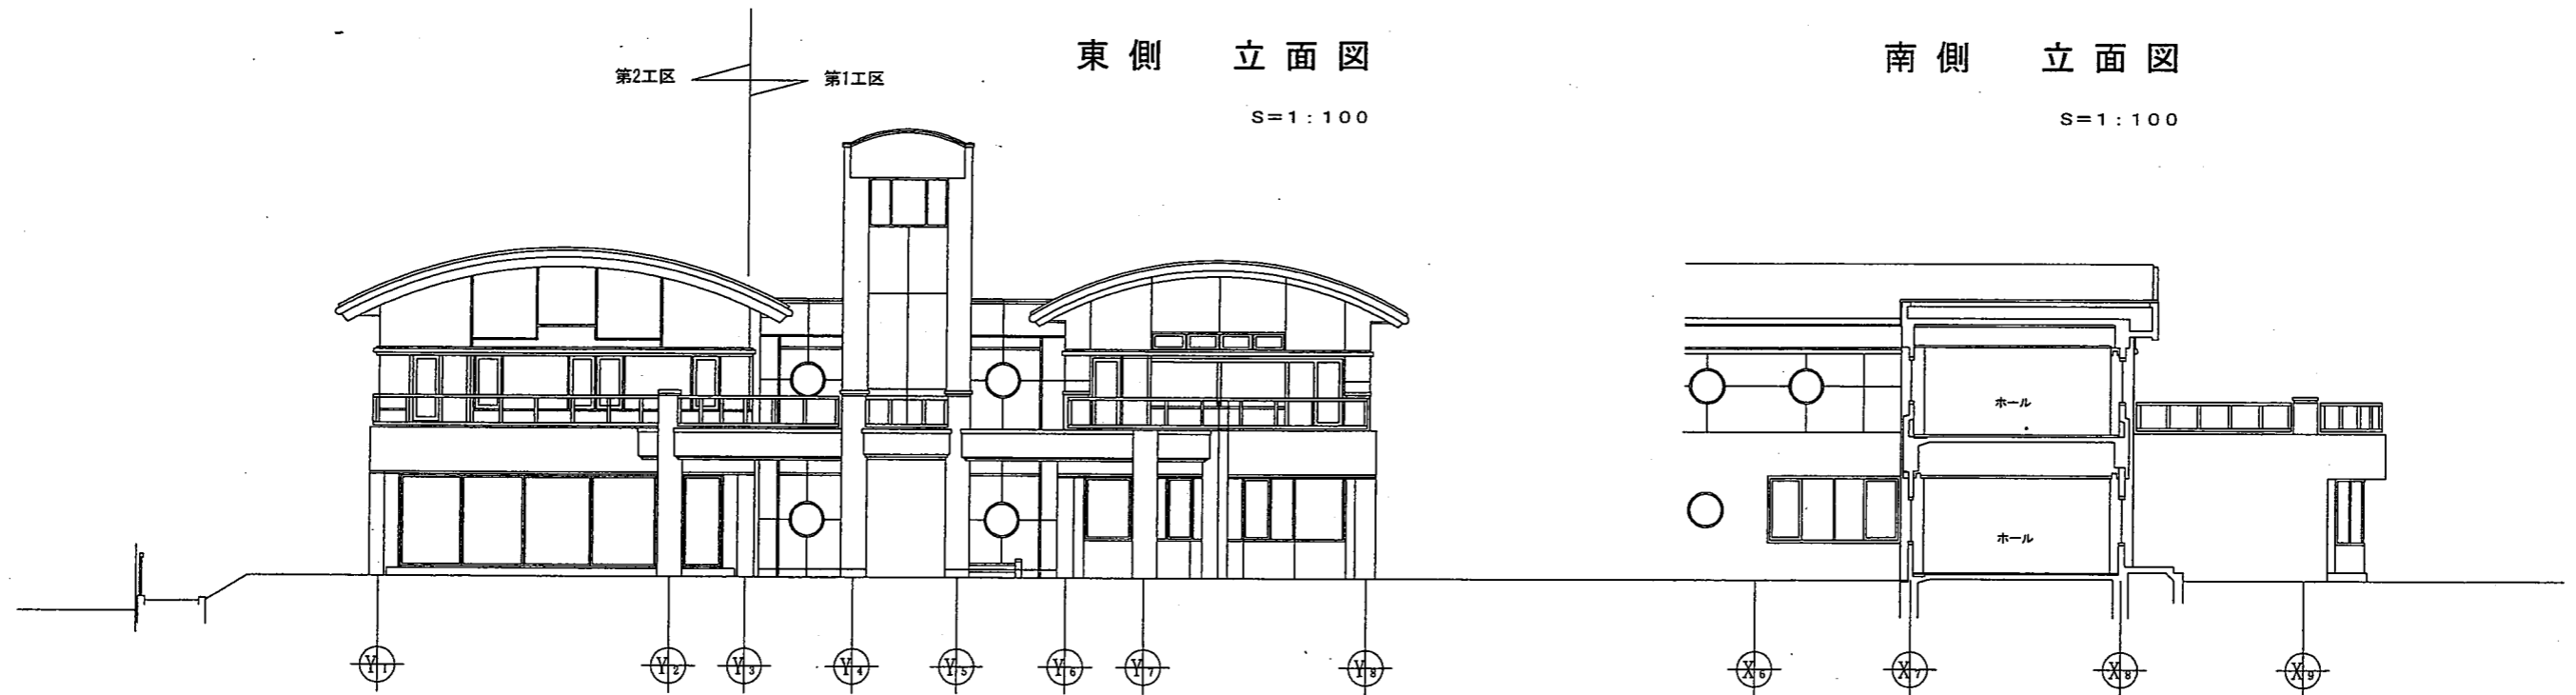 東側 立面図
S=1:100
南側 立面図
S=1:100
第2工区
第1工区
ホール
ホール
Y1
Y2
Y3
Y4
Y5
Y6
Y7
Y8
X6
X7
X8
X9